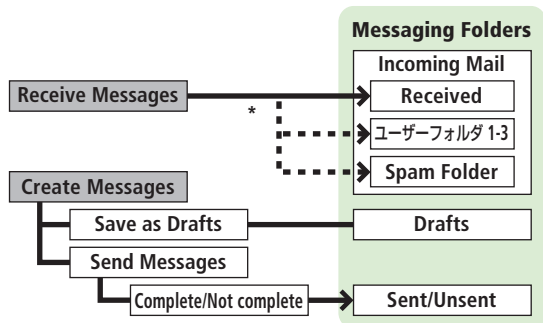 Messaging Folders
Incoming Mail
Receive Messages
Received
*
ユーザーフォルダ 1-3
Spam Folder
Create Messages
Save as Drafts
Drafts
Send Messages
Complete/Not complete
Sent/Unsent